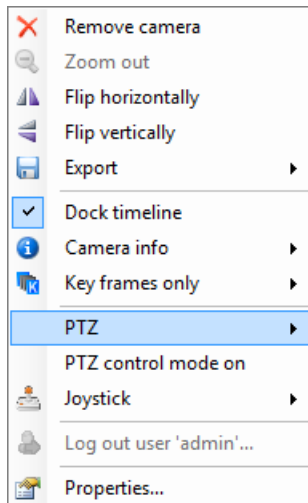 Remove camera
Zoom out
Flip horizontally
Flip vertically
Export
Dock timeline
Camera info
Key frames only
PTZ
PTZ control mode on
Joystick
Log out user 'admin'...
Properties...